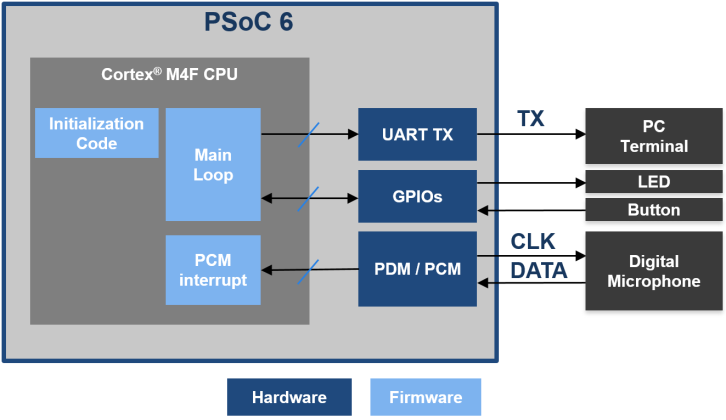 PSoC 6
Cortex® M4F CPU
Initialization
Code
Main
Loop
PCM
interrupt
UART TX
GPIOs
PDM / PCM
TX
CLK
DATA
PC
Terminal
LED
Button
Digital
Microphone
Hardware
Firmware